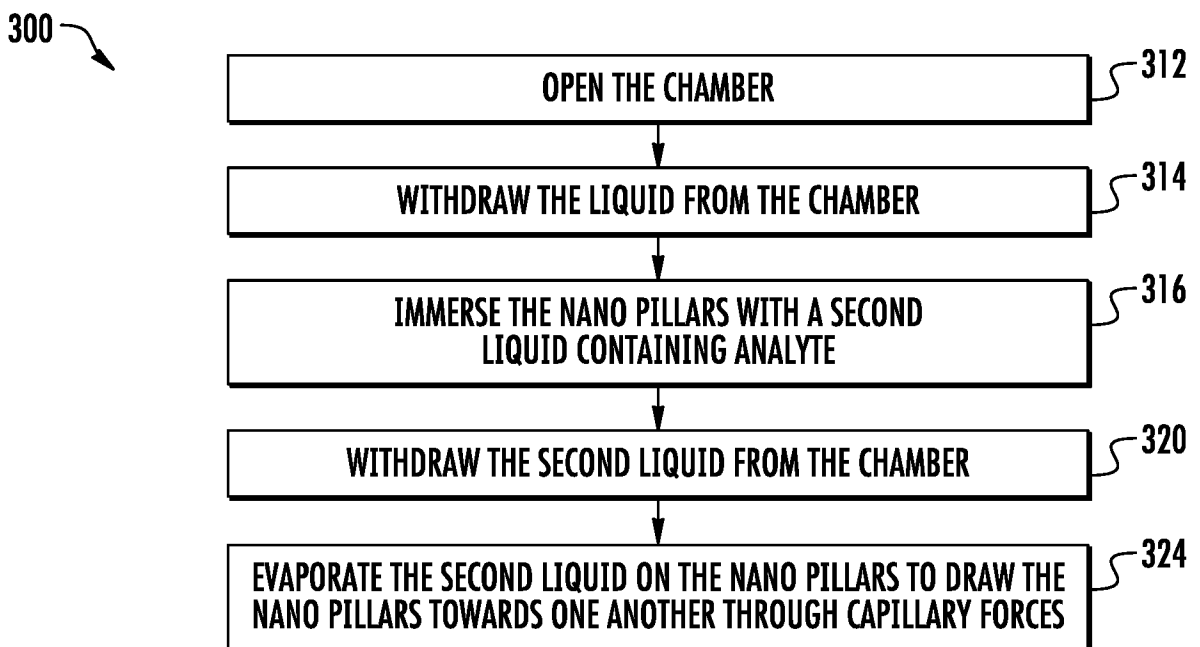 300
OPEN THE CHAMBER
312
WITHDRAW THE LIQUID FROM THE CHAMBER
314
IMMERSE THE NANO PILLARS WITH A SECOND
LIQUID CONTAINING ANALYTE
316
WITHDRAW THE SECOND LIQUID FROM THE CHAMBER
320
EVAPORATE THE SECOND LIQUID ON THE NANO PILLARS TO DRAW THE
NANO PILLARS TOWARDS ONE ANOTHER THROUGH CAPILLARY FORCES
324